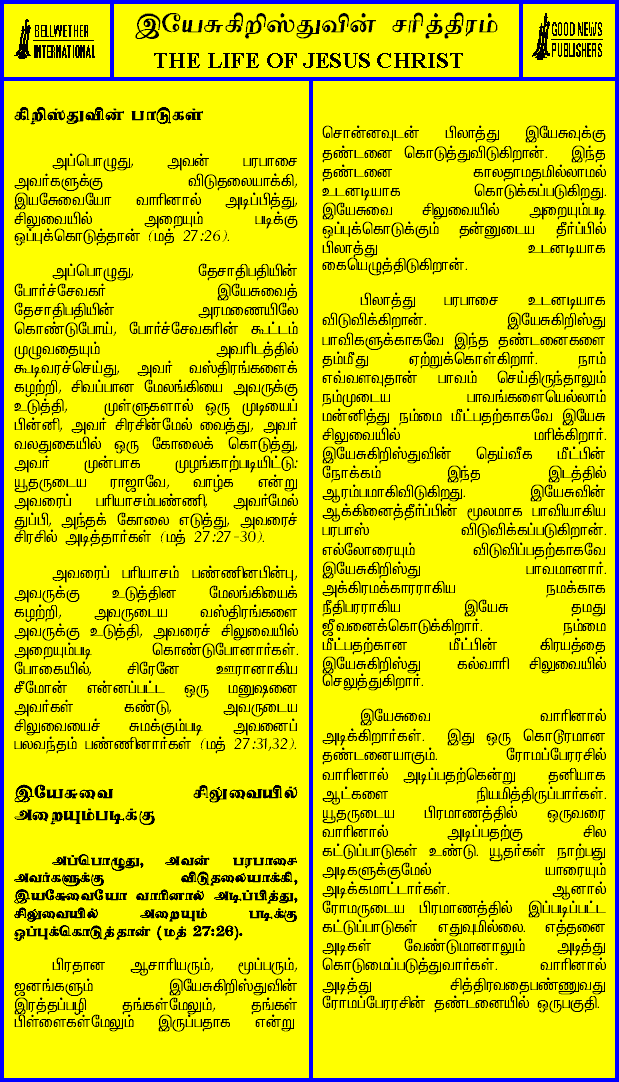 BELLWETHER
INTERNATIONAL
இயேசுகிறிஸ்துவின் சரித்திரம்
THE LIFE OF JESUS CHRIST
GOOD NEWS
PUBLISHERS
கிறிஸ்துவின் பாடுகள்
அப்பொழுது, அவன் பரபாசை
அவர்களுக்கு விடுதலையாக்கி,
இயேசுவையோ வாரினால் அடிப்பித்து,
சிலுவையில் அறையும் படிக்கு
ஒப்புக்கொடுத்தான் (மத் 27:26).
அப்பொழுது, தேசாதிபதியின்
போர்ச்சேவகர் இயேசுவைத்
தேசாதிபதியின் அரமணையிலே
கொண்டுபோய், போர்ச்சேவகரின் கூட்டம்
முழுவதையும் அவரிடத்தில்
கூடிவரச்செய்து, அவர் வஸ்திரங்களைக்
கழற்றி, சிவப்பான மேலங்கியை அவருக்கு
உடுத்தி, முள்ளுகளால் ஒரு முடியைப்
பின்னி, அவர் சிரசின்மேல் வைத்து, அவர்
வலதுகையில் ஒரு கோலைக் கொடுத்து,
அவர் முன்பாக முழங்காற்படியிட்டு:
யூதருடைய ராஜாவே, வாழ்க என்று
அவரைப் பரியாசம்பண்ணி, அவர்மேல்
துப்பி, அந்தக் கோலை எடுத்து, அவரைச்
சிரசில் அடித்தார்கள் (மத் 27:27-30).
அவரைப் பரியாசம் பண்ணினபின்பு,
அவருக்கு உடுத்தின மேலங்கியைக்
கழற்றி, அவருடைய வஸ்திரங்களை
அவருக்கு உடுத்தி, அவரைச் சிலுவையில்
அறையும்படி கொண்டுபோனார்கள்.
போகையில், சிரேனே ஊரானாகிய
சீமோன் என்னப்பட்ட ஒரு மனுஷனை
அவர்கள் கண்டு, அவருடைய
சிலுவையைச் சுமக்கும்படி அவனைப்
பலவந்தம் பண்ணினார்கள் (மத் 27:31,32).
இயேசுவை சிலுவையில்
அறையும்படிக்கு
அப்பொழுது, அவன் பரபாசை
அவர்களுக்கு விடுதலையாக்கி,
இயேசுவையோ வாரினால் அடிப்பித்து,
சிலுவையில் அறையும் படிக்கு
ஒப்புக்கொடுத்தான் (மத் 27:26).
பிரதான ஆசாரியரும், மூப்பரும்,
ஜனங்களும் இயேசுகிறிஸ்துவின்
இரத்தப்பழி தங்கள்மேலும், தங்கள்
பிள்ளைகள்மேலும் இருப்பதாக என்று
சொன்னவுடன் பிலாத்து இயேசுவுக்கு
தண்டனை கொடுத்துவிடுகிறான். இந்த
தண்டனை காலதாமதமில்லாமல்
உடனடியாக கொடுக்கப்படுகிறது.
இயேசுவை சிலுவையில் அறையும்படி
ஒப்புக்கொடுக்கும் தன்னுடைய தீர்ப்பில்
பிலாத்து உடனடியாக
கையெழுத்திடுகிறான்.
பிலாத்து பரபாசை உடனடியாக
விடுவிக்கிறான். இயேசுகிறிஸ்து
பாவிகளுக்காகவே இந்த தண்டனைகளை
தம்மீது ஏற்றுக்கொள்கிறார். நாம்
எவ்வளவுதான் பாவம் செய்திருந்தாலும்
நம்முடைய பாவங்களையெல்லாம்
மன்னித்து நம்மை மீட்பதற்காகவே இயேசு
சிலுவையில் மரிக்கிறார்.
இயேசுகிறிஸ்துவின் தெய்வீக மீட்பின்
நோக்கம் இந்த இடத்தில்
ஆரம்பமாகிவிடுகிறது. இயேசுவின்
ஆக்கினைத்தீர்ப்பின் மூலமாக பாவியாகிய
பரபாஸ் விடுவிக்கப்படுகிறான்.
எல்லோரையும் விடுவிப்பதற்காகவே
இயேசுகிறிஸ்து பாவமானார்.
அக்கிரமக்காரராகிய நமக்காக
நீதிபரராகிய இயேசு தமது
ஜீவனைக்கொடுக்கிறார். நம்மை
மீட்பதற்கான மீட்பின் கிரயத்தை
இயேசுகிறிஸ்து கல்வாரி சிலுவையில்
செலுத்துகிறார்.
இயேசுவை வாரினால்
அடிக்கிறார்கள். இது ஒரு கொடூரமான
தண்டனையாகும். ரோமப்பேரரசில்
வாரினால் அடிப்பதற்கென்று தனியாக
ஆட்களை நியமித்திருப்பார்கள்.
யூதருடைய பிரமாணத்தில் ஒருவரை
வாரினால் அடிப்பதற்கு சில
கட்டுப்பாடுகள் உண்டு. யூதர்கள் நாற்பது
அடிகளுக்குமேல் யாரையும்
அடிக்கமாட்டார்கள். ஆனால்
ரோமருடைய பிரமாணத்தில் இப்படிப்பட்ட
கட்டுப்பாடுகள் எதுவுமில்லை. எத்தனை
அடிகள் வேண்டுமானாலும் அடித்து
கொடுமைப்படுத்துவார்கள். வாரினால்
அடித்து சித்திரவதைபண்ணுவது
ரோமப்பேரரசின் தண்டனையில் ஒருபகுதி.